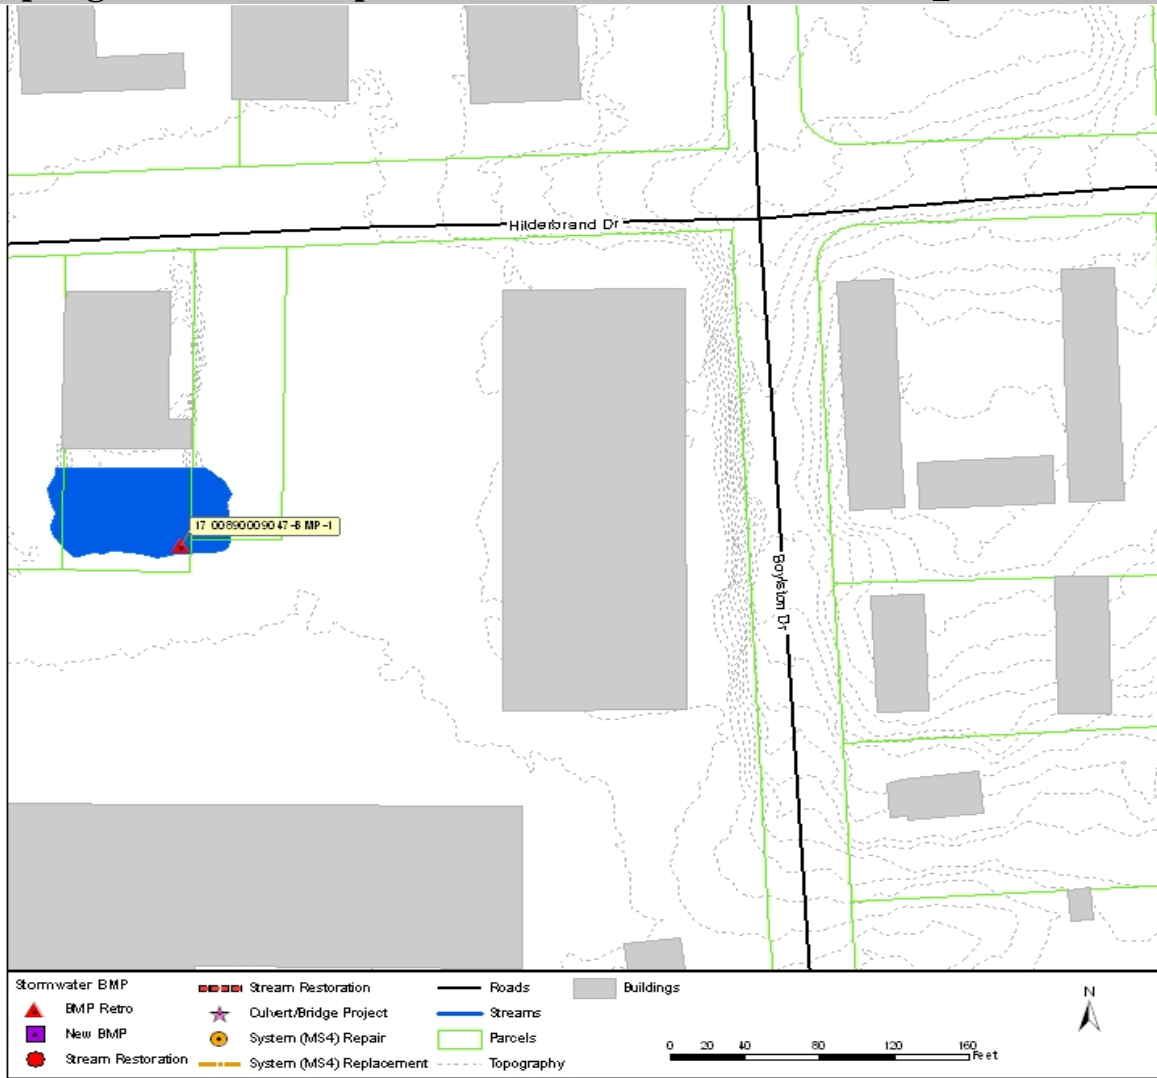 Hilderbrand Dr
17 00890009047-BMP-1
Boylston Dr
Stormwater BMP
BMP Retro
New BMP
Stream Restoration
Stream Restoration
Culvert/Bridge Project
System (MS4) Repair
System (MS4) Replacement
Roads
Streams
Parcels
Topography
Buildings
N
0 20 40 80 120 160
Feet